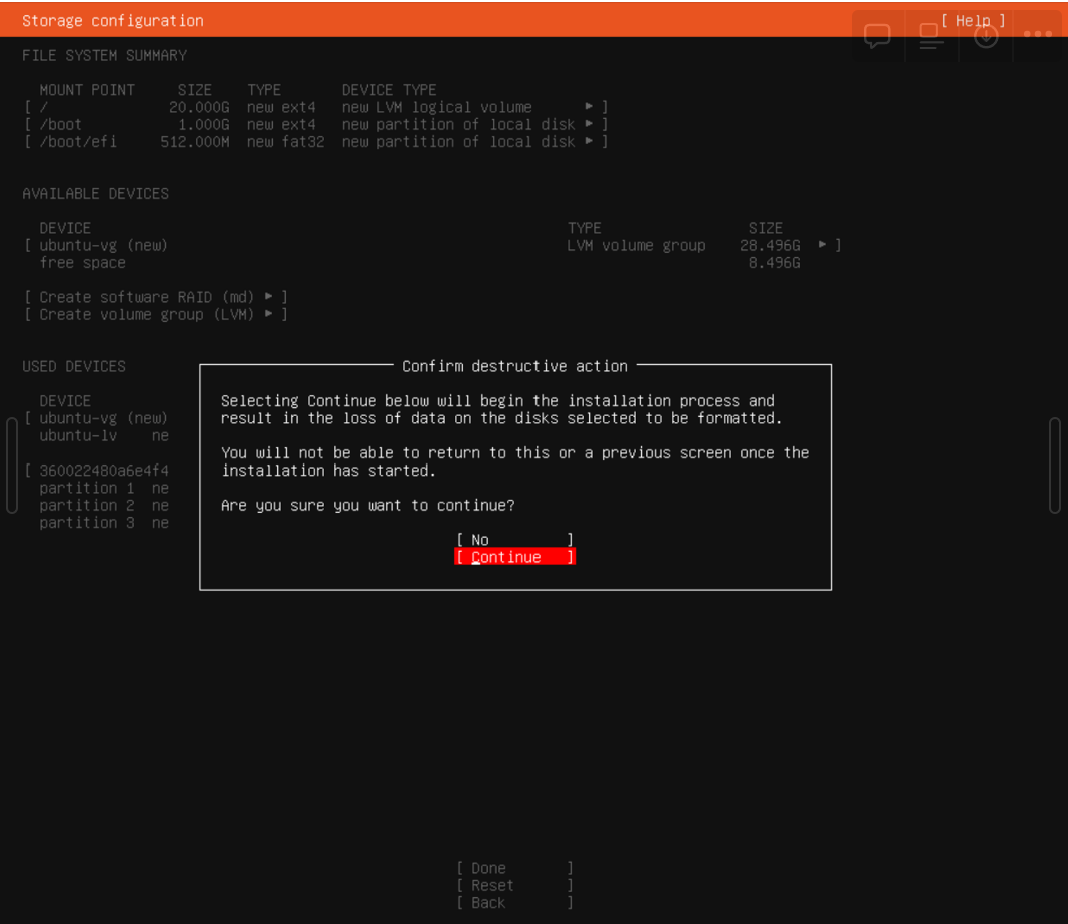 Storage configuration [ Help ]
FILE SYSTEM SUMMARY
MOUNT POINT SIZE TYPE DEVICE TYPE
[ / 20.000G new ext4 new LVM logical volume ▸ ]
[ /boot 1.000G new ext4 new partition of local disk ▸ ]
[ /boot/efi 512.000M new fat32 new partition of local disk ▸ ]
AVAILABLE DEVICES
DEVICE TYPE SIZE
[ ubuntu-vg (new) LVM volume group 28.496G ▸ ]
free space 8.496G
[ Create software RAID (md) ▸ ]
[ Create volume group (LVM) ▸ ]
USED DEVICES
DEVICE
[ ubuntu-vg (new)
ubuntu-lv ne
[ 360022480a6e4f4
partition 1 ne
partition 2 ne
partition 3 ne
Confirm destructive action
Selecting Continue below will begin the installation process and
result in the loss of data on the disks selected to be formatted.
You will not be able to return to this or a previous screen once the
installation has started.
Are you sure you want to continue?
[ No ]
[ Continue ]
[ Done ]
[ Reset ]
[ Back ]